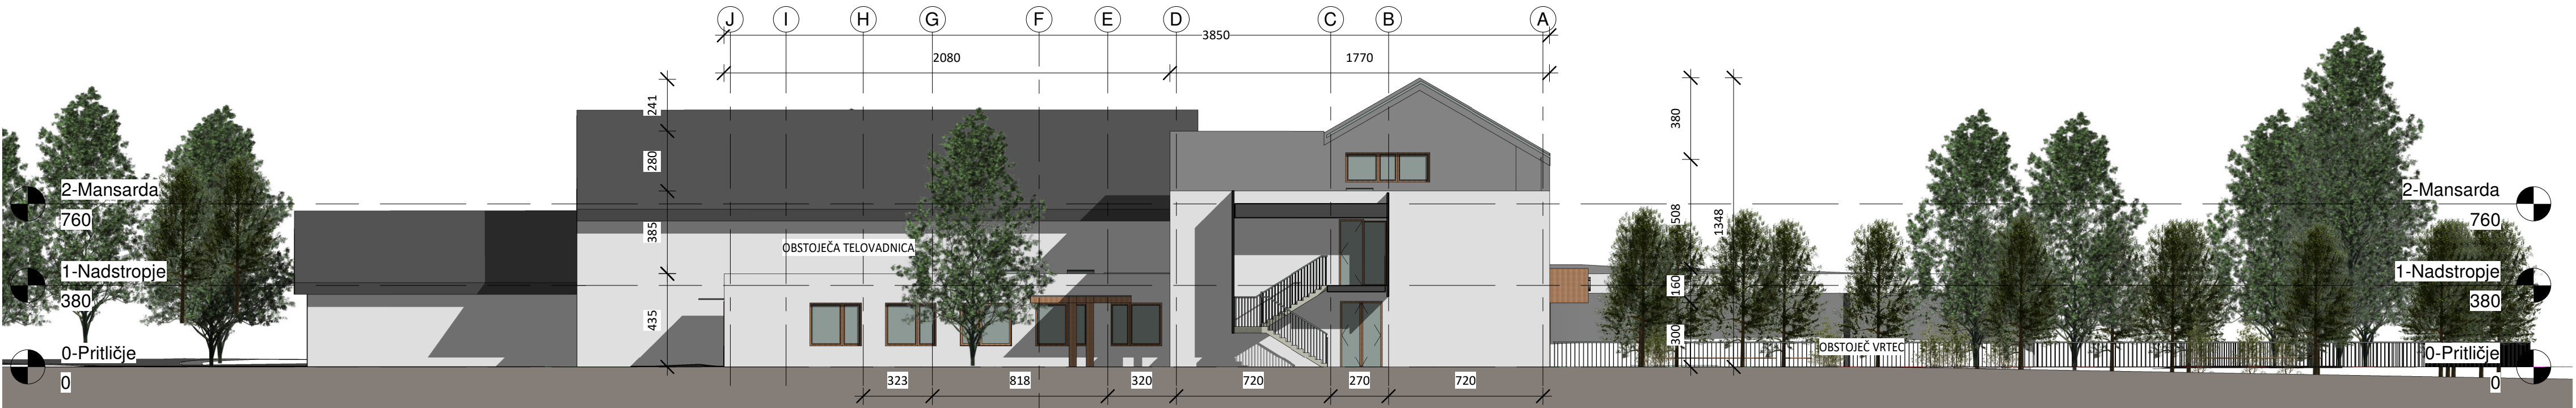 J I H G F E D C B A
3850
2080 1770
241
280
385
435
380
508
1348
160
300
2-Mansarda
760
1-Nadstropje
380
0-Pritličje
0
OBSTOJEČA TELOVADNICA
OBSTOJEČ VRTEC
2-Mansarda
760
1-Nadstropje
380
0-Pritličje
0
323 818 320 720 270 720